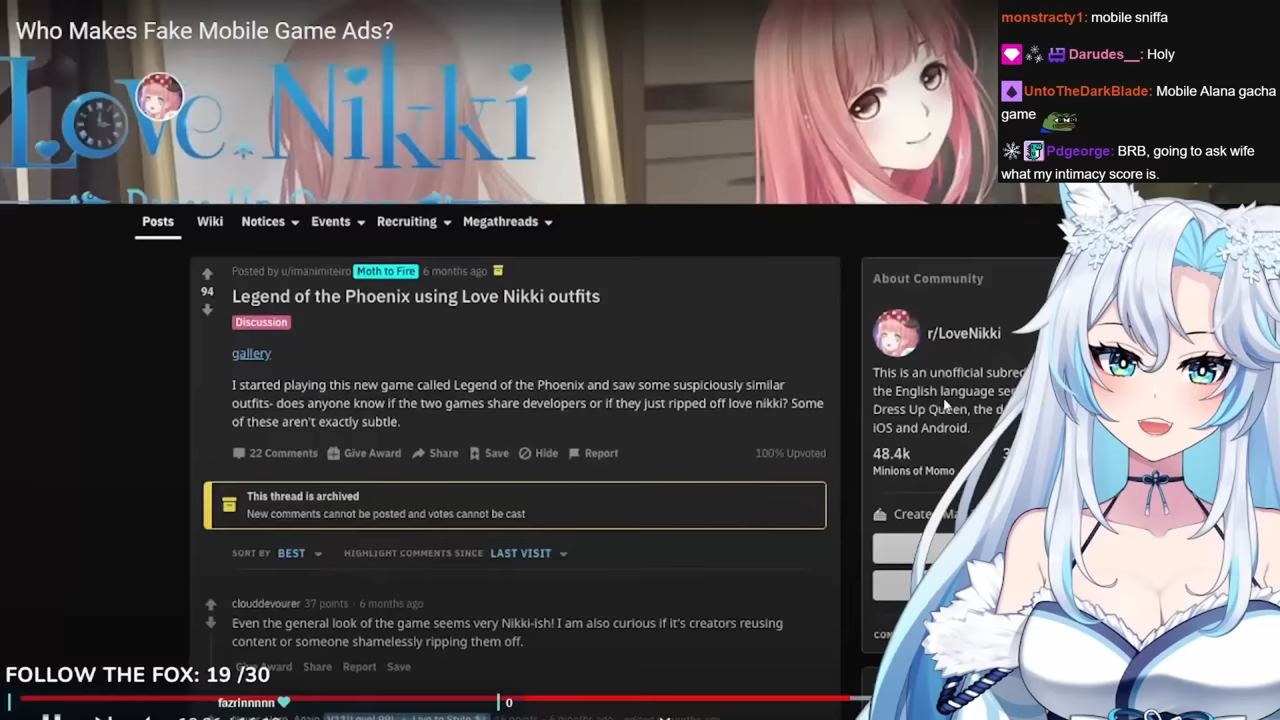 Who Makes Fake Mobile Game Ads?
Love Nikki
monstracty1: mobile sniffa
Darudes__: Holy
UntoTheDarkBlade: Mobile Alana gacha
game
Pdgeorge: BRB, going to ask wife
what my intimacy score is.
Posts Wiki Notices Events Recruiting Megathreads
Posted by u/imanimiteiro Moth to Fire 6 months ago
94
Legend of the Phoenix using Love Nikki outfits
Discussion
gallery
I started playing this new game called Legend of the Phoenix and saw some suspiciously similar
outfits- does anyone know if the two games share developers or if they just ripped off love nikki? Some
of these aren't exactly subtle.
22 Comments Give Award Share Save Hide Report 100% Upvoted
This thread is archived
New comments cannot be posted and votes cannot be cast
SORT BY BEST HIGHLIGHT COMMENTS SINCE LAST VISIT
clouddevourer 37 points · 6 months ago
Even the general look of the game seems very Nikki-ish! I am also curious if it's creators reusing
content or someone shamelessly ripping them off.
Give Award Share Report Save
About Community
r/LoveNikki
This is an unofficial
the English language
Dress Up Queen, the
iOS and Android.
48.4k
Minions of Momo
FOLLOW THE FOX: 19 /30
fazrinnnnn
0